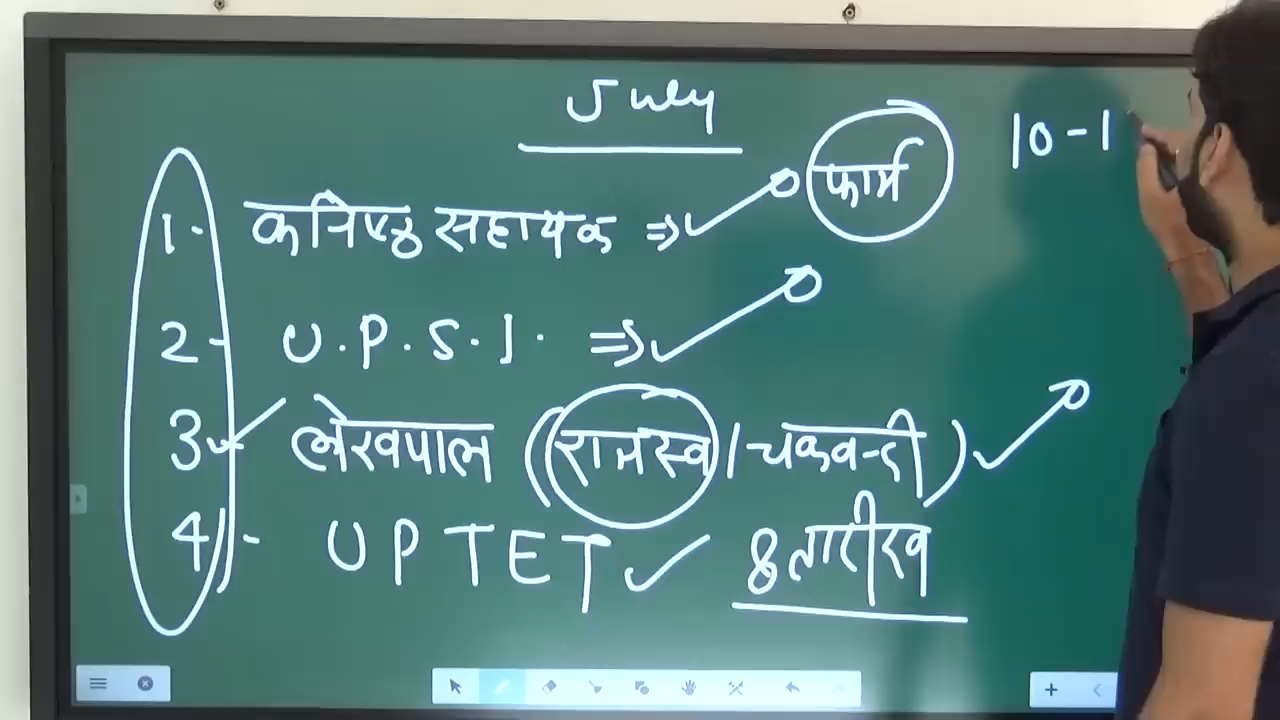 July
1- कनिष्ठ सहायक ⇒ ✓ फार्म 10-1
2- U.P.S.I. ⇒ ✓
3 ✓ लेखपाल (राजस्व / चकबन्दी) ✓
4 - UPTET ✓ 8 तारीख